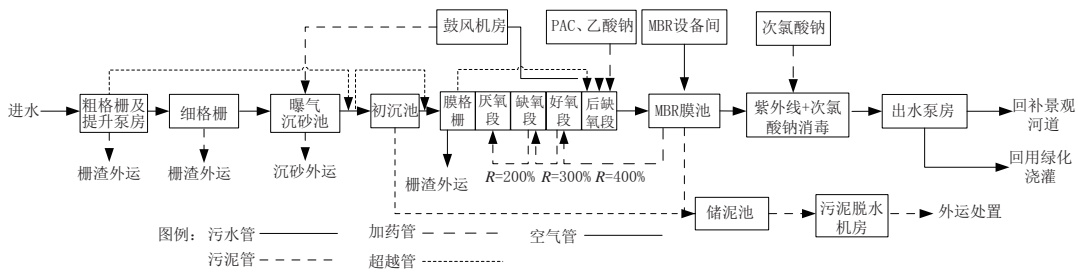 鼓风机房
PAC、乙酸钠
MBR设备间
次氯酸钠
进水
粗格栅及
提升泵房
细格栅
曝气
沉砂池
初沉池
膜格栅
厌氧段
缺氧段
好氧段
后缺氧段
MBR膜池
紫外线+次氯
酸钠消毒
出水泵房
回补景观
河道
回用绿化
浇灌
栅渣外运
栅渣外运
沉砂外运
栅渣外运
R=200%
R=300%
R=400%
储泥池
污泥脱水
机房
外运处置
图例：
污水管
加药管
空气管
污泥管
超越管